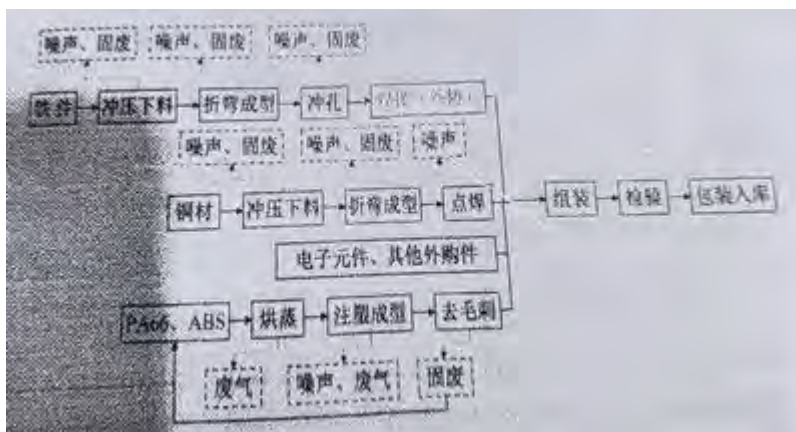 噪声、固废 噪声、固废 噪声、固废
铁件 冲压下料 折弯成型 冲孔
噪声、固废 噪声、固废 噪声
铜材 冲压下料 折弯成型 点焊 组装 检验 包装入库
电子元件、其他外购件
PA66、ABS 烘蒸 注塑成型 去毛刺
废气 噪声、废气 固废